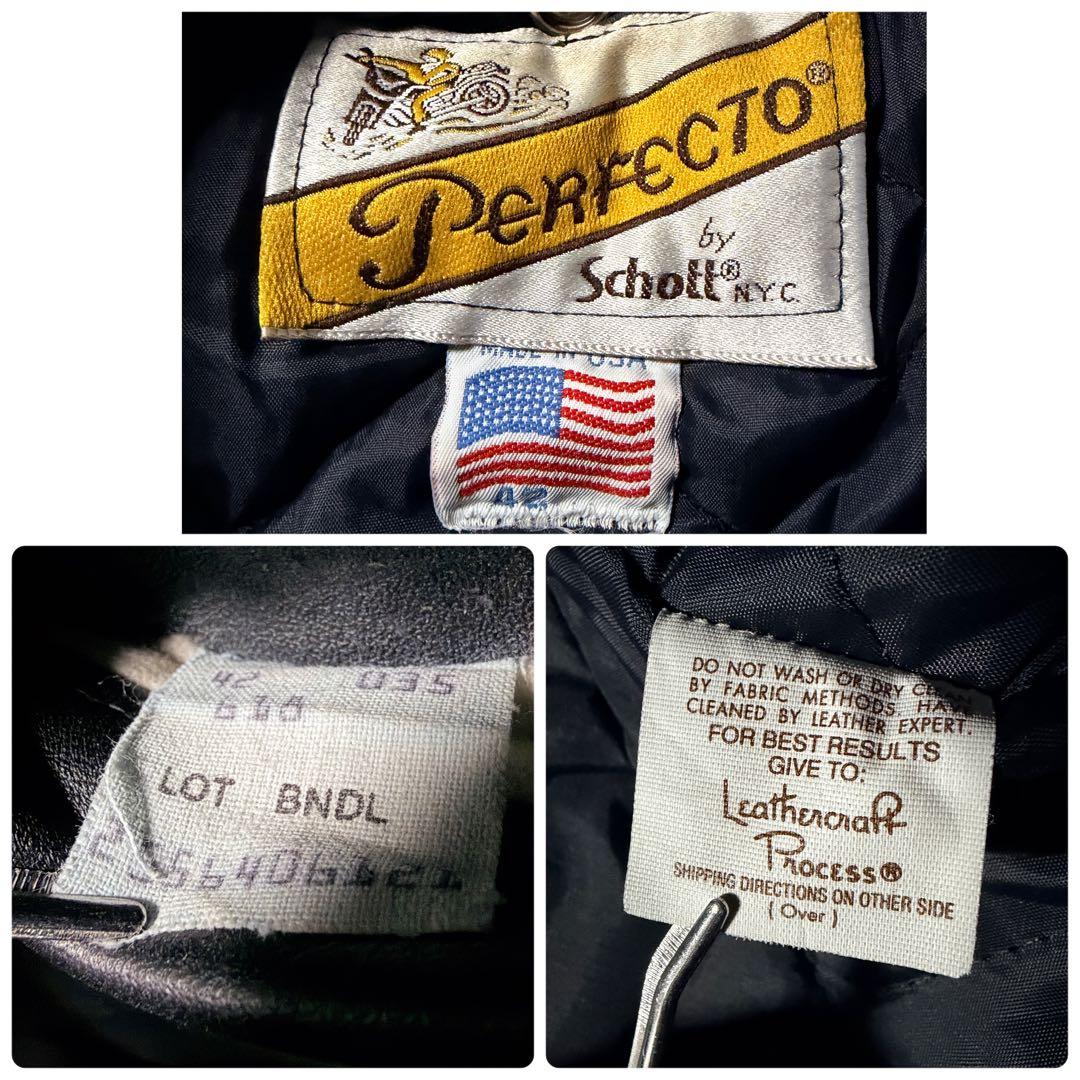 PERFECTO®
by
Schott® N.Y.C.
MADE IN USA
42
42 035
LOT BNDL
DO NOT WASH OR DRY CLEAN
BY FABRIC METHODS. HAVE
CLEANED BY LEATHER EXPERT.
FOR BEST RESULTS
GIVE TO:
Leathercraft
Process®
SHIPPING DIRECTIONS ON OTHER SIDE
( Over )